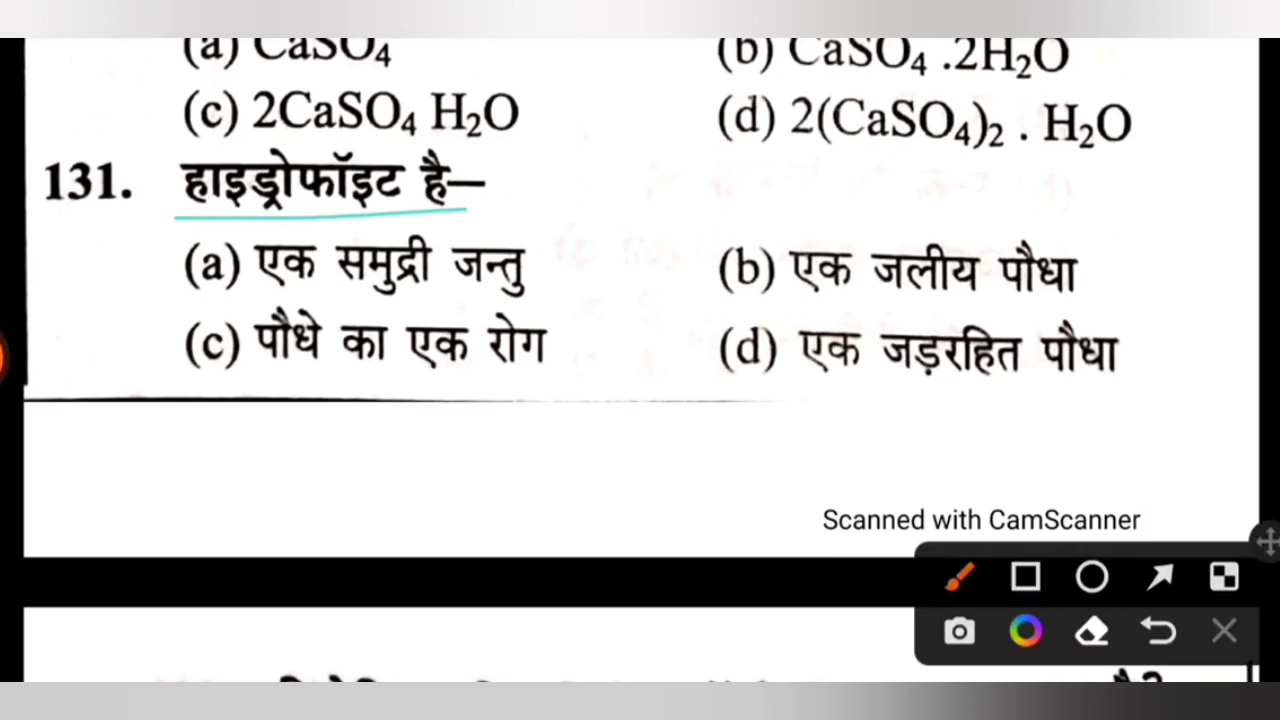 (a) CaSO₄ (b) CaSO₄ .2H₂O
(c) 2CaSO₄ H₂O (d) 2(CaSO₄)₂ . H₂O
131. हाइड्रोफॉइट है—
(a) एक समुद्री जन्तु (b) एक जलीय पौधा
(c) पौधे का एक रोग (d) एक जड़रहित पौधा
Scanned with CamScanner